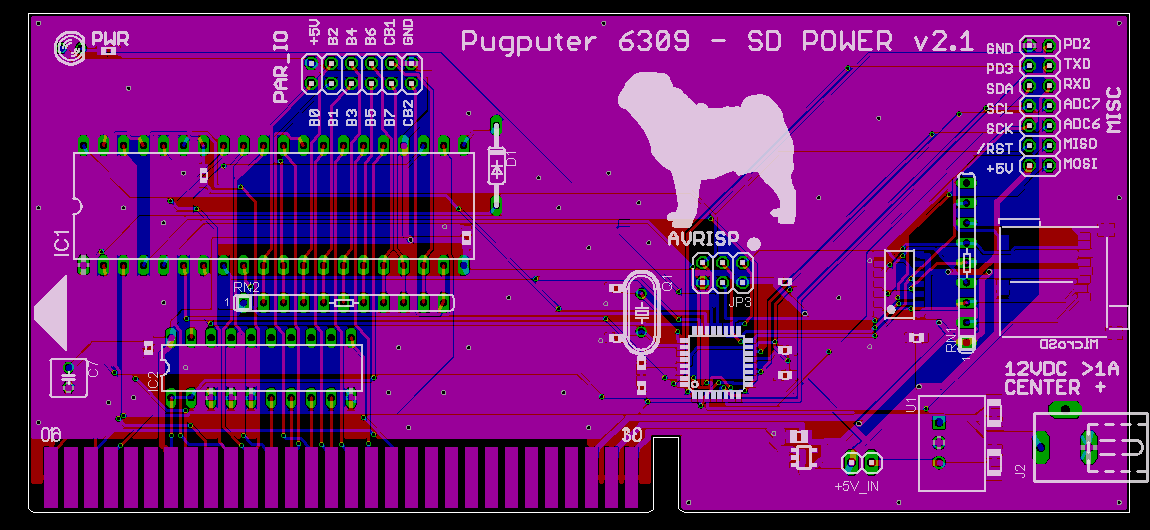 PWR
PAR_IO
+5V
B2
B4
B6
CB1
GND
B0
B1
B3
B5
B7
CB2
Pugputer 6309 - SD POWER v2.1
GND
PD3
SDA
SCL
SCK
/RST
+5V
PD2
TXD
RXD
ADC7
ADC6
MISO
MOSI
MISC
D1
IC1
AVRISP
JP3
Q1
RN2
1
IC2
C1
RN1
1
MicroSD
12VDC >1A
CENTER +
U1
J2
+5V_IN